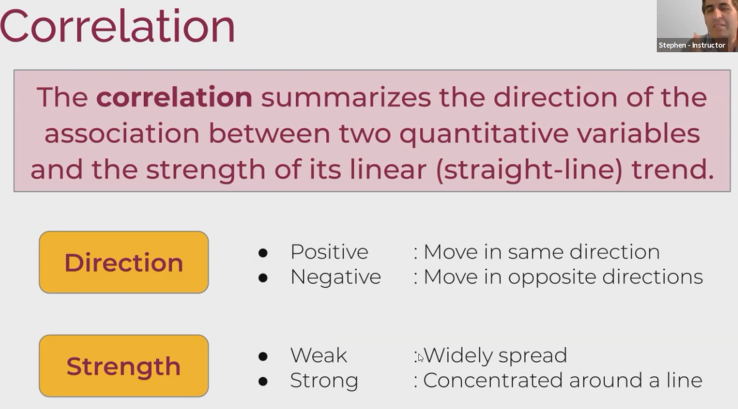 Correlation
Stephen - Instructor
The correlation summarizes the direction of the
association between two quantitative variables
and the strength of its linear (straight-line) trend.
Direction
● Positive : Move in same direction
● Negative : Move in opposite directions
Strength
● Weak : Widely spread
● Strong : Concentrated around a line